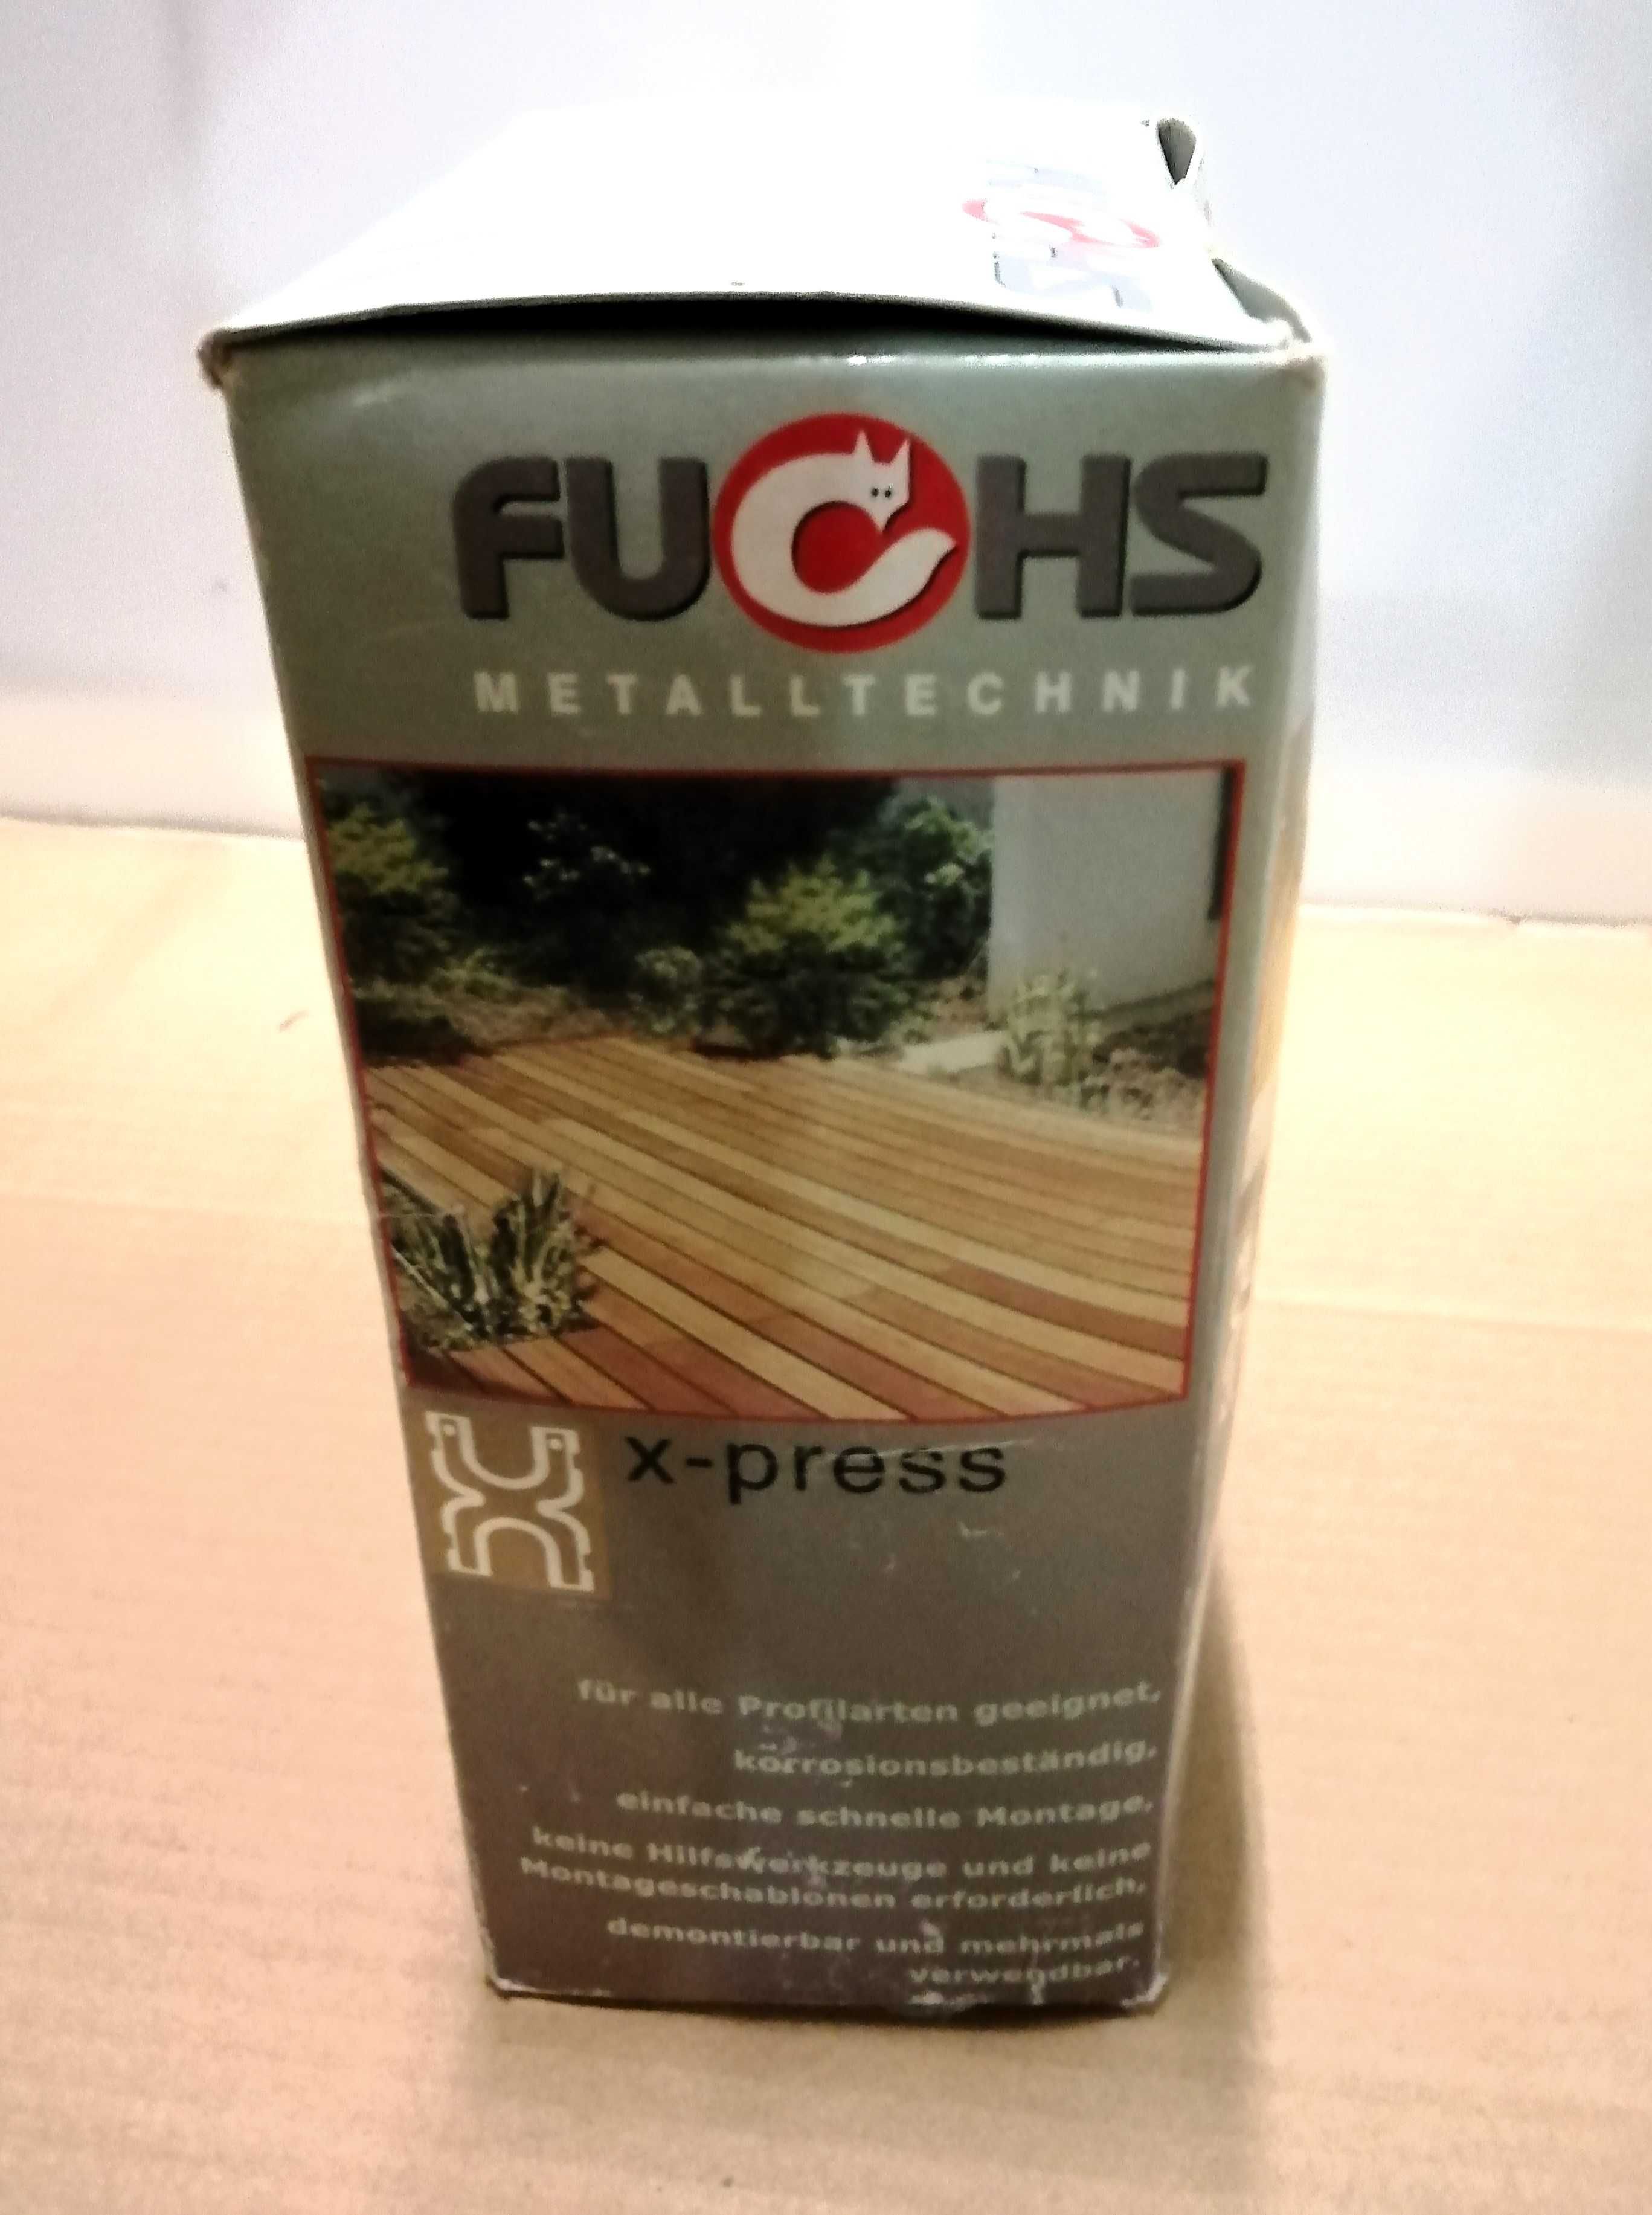 FUCHS
METALLTECHNIK
x-press
für alle Profilarten geeignet,
korrosionsbeständig,
einfache schnelle Montage,
keine Hilfswerkzeuge und keine
Montageschablonen erforderlich,
demontierbar und mehrmals
verwendbar.